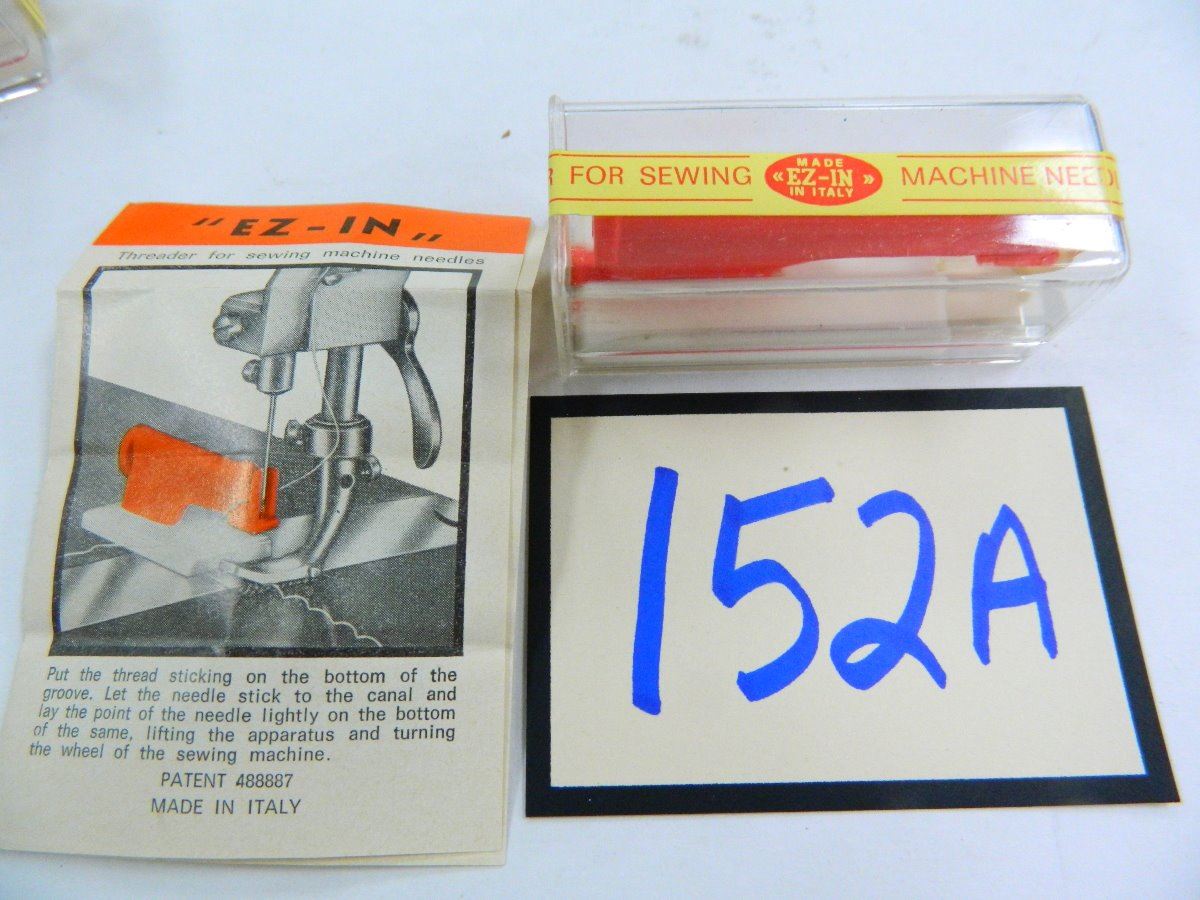 "EZ-IN"
Threader for sewing machine needles
Put the thread sticking on the bottom of the
groove. Let the needle stick to the canal and
lay the point of the needle lightly on the bottom
of the same, lifting the apparatus and turning
the wheel of the sewing machine.
PATENT 488887
MADE IN ITALY
R FOR SEWING
MADE
«EZ-IN»
IN ITALY
MACHINE NEEDL
152A